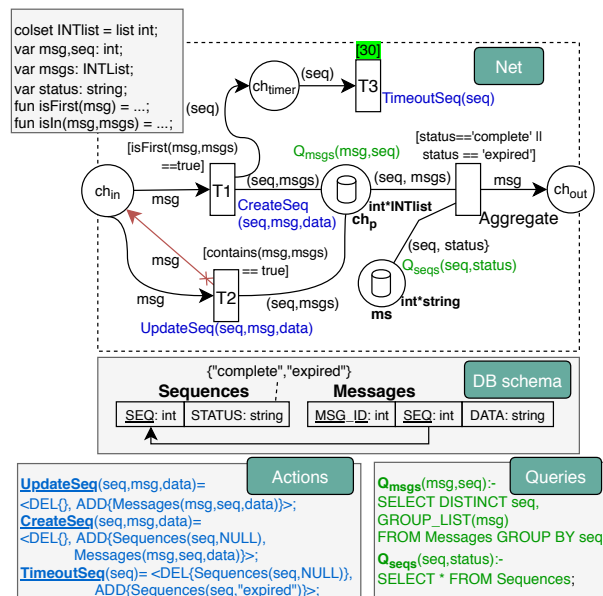 colset INTlist = list int;
var msg,seq: int;
var msgs: INTList;
var status: string;
fun isFirst(msg) = ...;
fun isIn(msg,msgs) = ...;
Net
[30]
ch_timer
(seq)
T3
TimeoutSeq(seq)
(seq)
[isFirst(msg,msg)
==true]
Q_msgs(msg,seq)
[status=='complete' ||
status == 'expired']
ch_in
msg
T1
(seq,msgs)
(seq, msgs)
msg
ch_out
CreateSeq
(seq,msg,data)
int*INTlist
ch_p
Aggregate
msg
[contains(msg,msgs)
== true]
(seq, status}
Q_seqs(seq,status)
msg
T2
(seq,msgs)
int*string
ms
UpdateSeq(seq,msg,data)
DB schema
{"complete","expired"}
Sequences
Messages
SEQ: int
STATUS: string
MSG_ID: int
SEQ: int
DATA: string
Actions
UpdateSeq(seq,msg,data)=
<DEL{}, ADD{Messages(msg,seq,data)}>;
CreateSeq(seq,msg,data)=
<DEL{}, ADD{Sequences(seq,NULL),
Messages(msg,seq,data)}>;
TimeoutSeq(seq)= <DEL{Sequences(seq,NULL)},
ADD{Sequences(seq,"expired")}>;
Queries
Q_msgs(msg,seq):-
SELECT DISTINCT seq,
GROUP_LIST(msg)
FROM Messages GROUP BY seq
Q_seqs(seq,status):-
SELECT * FROM Sequences;